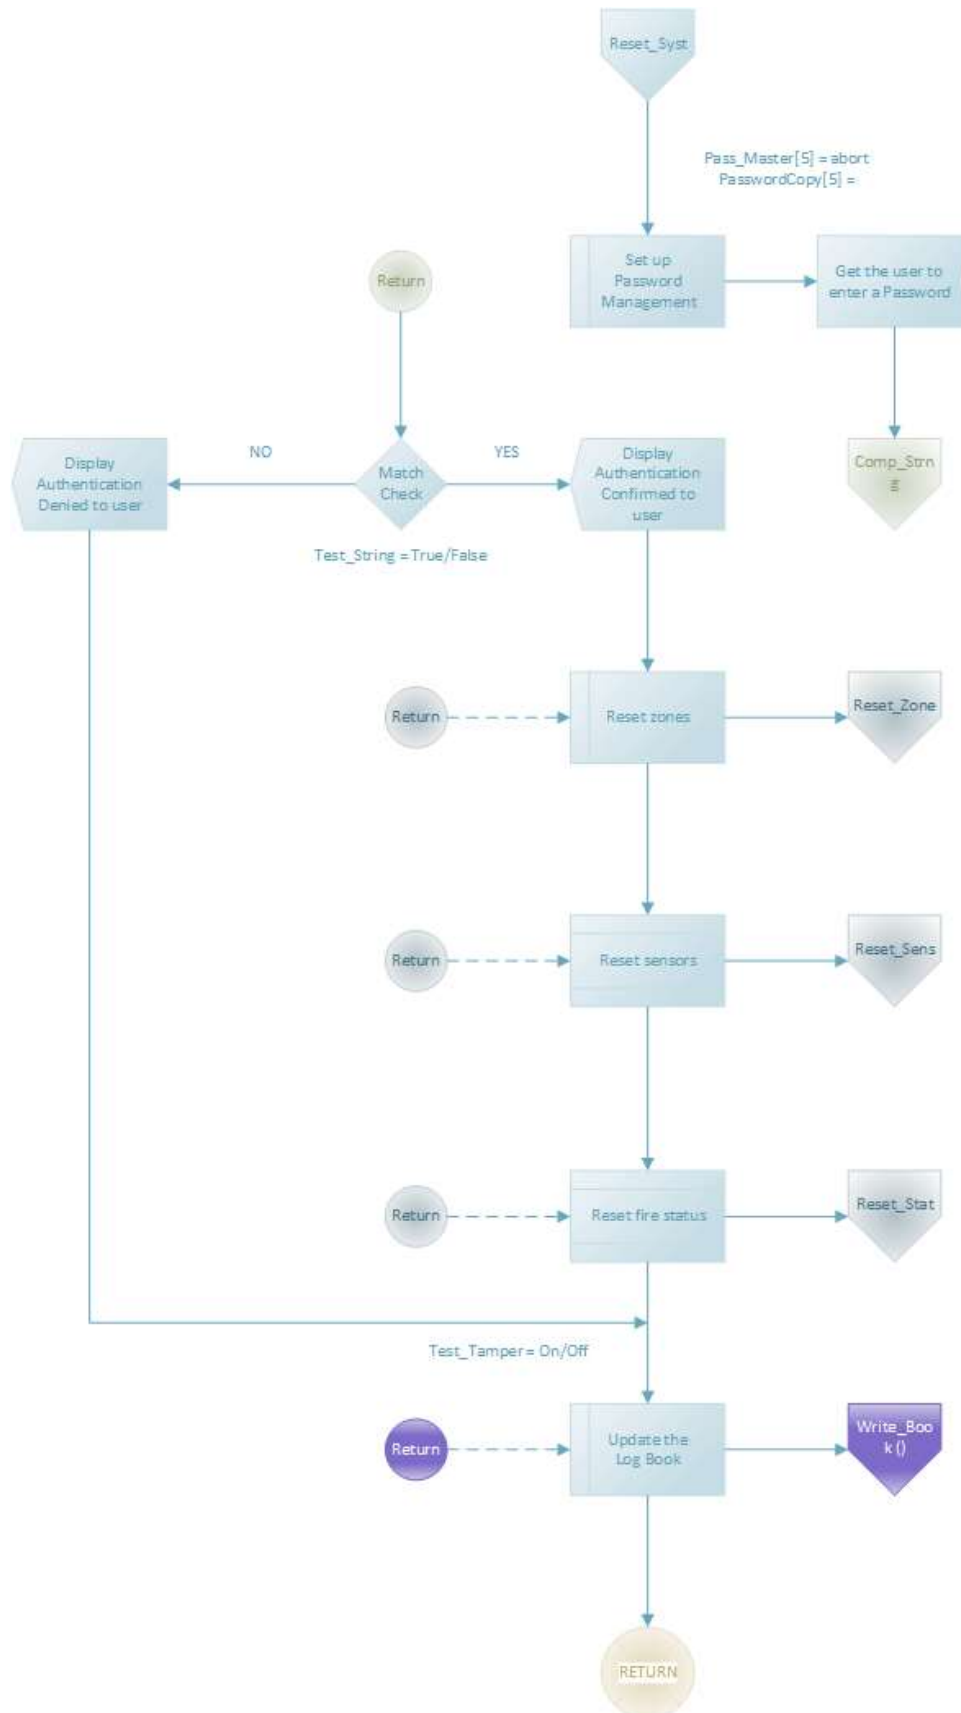 Reset_Syst
Pass_Master[5] = abort
PasswordCopy[5] =
Set up
Password
Management
Get the user to
enter a Password
Return
Display
Authentication
Denied to user
NO
Match
Check
YES
Display
Authentication
Confirmed to
user
Comp_Strn
g
Test_String = True/False
Return
Reset zones
Reset_Zone
Return
Reset sensors
Reset_Sens
Return
Reset fire status
Reset_Stat
Test_Tamper = On/Off
Return
Update the
Log Book
Write_Boo
k ()
RETURN